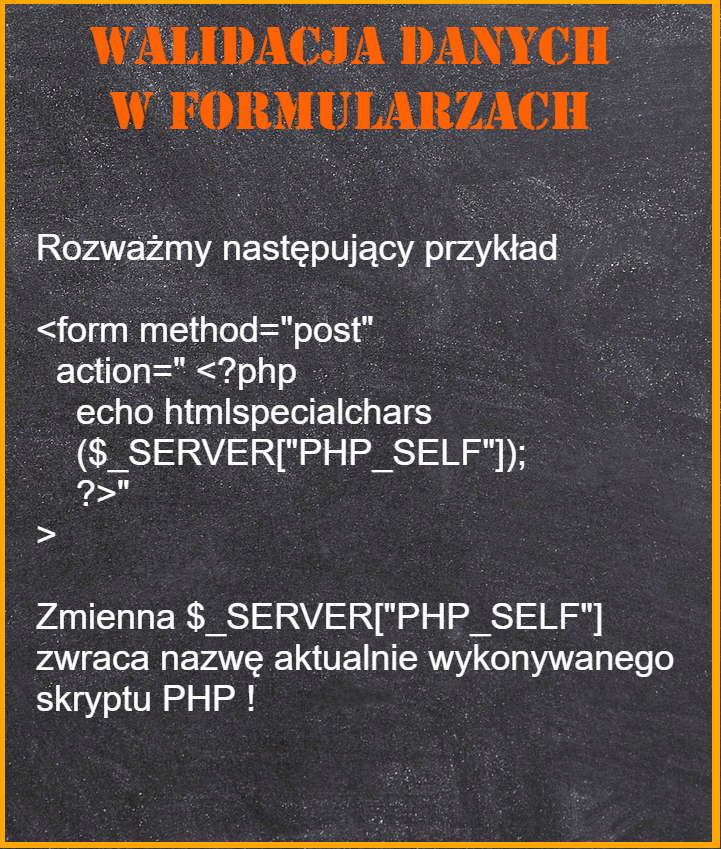 WALIDACJA DANYCH
W FORMULARZACH
Rozważmy następujący przykład
<form method="post"
action=" <?php
echo htmlspecialchars
($_SERVER["PHP_SELF"]);
?>"
>
Zmienna $_SERVER["PHP_SELF"]
zwraca nazwę aktualnie wykonywanego
skryptu PHP !